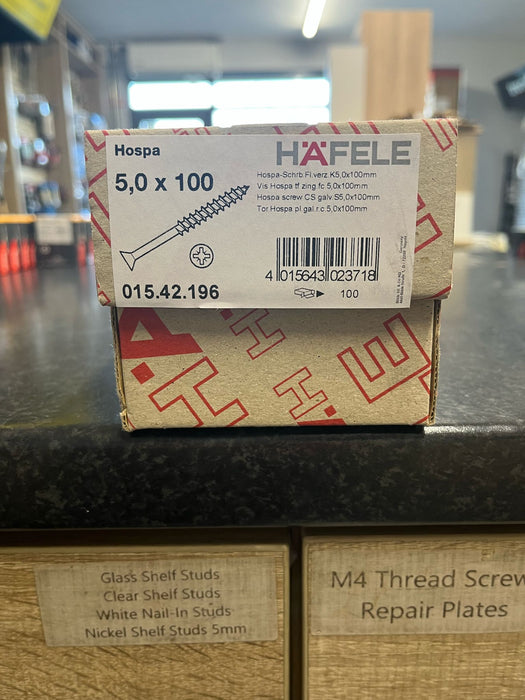 Hospa
HÄFELE
5,0 x 100
Hospa-Schrb.Fl.verz.K5,0x100mm
Vis Hospa tf zing fc.5,0x100mm
Hospa screw CS galv.S5,0x100mm
Tor Hospa pl.gal.r.c.5,0x100mm
4 015643 023718
015.42.196
100
Glass Shelf Studs
Clear Shelf Studs
White Nail-In Studs
Nickel Shelf Studs 5mm
M4 Thread Screw
Repair Plates